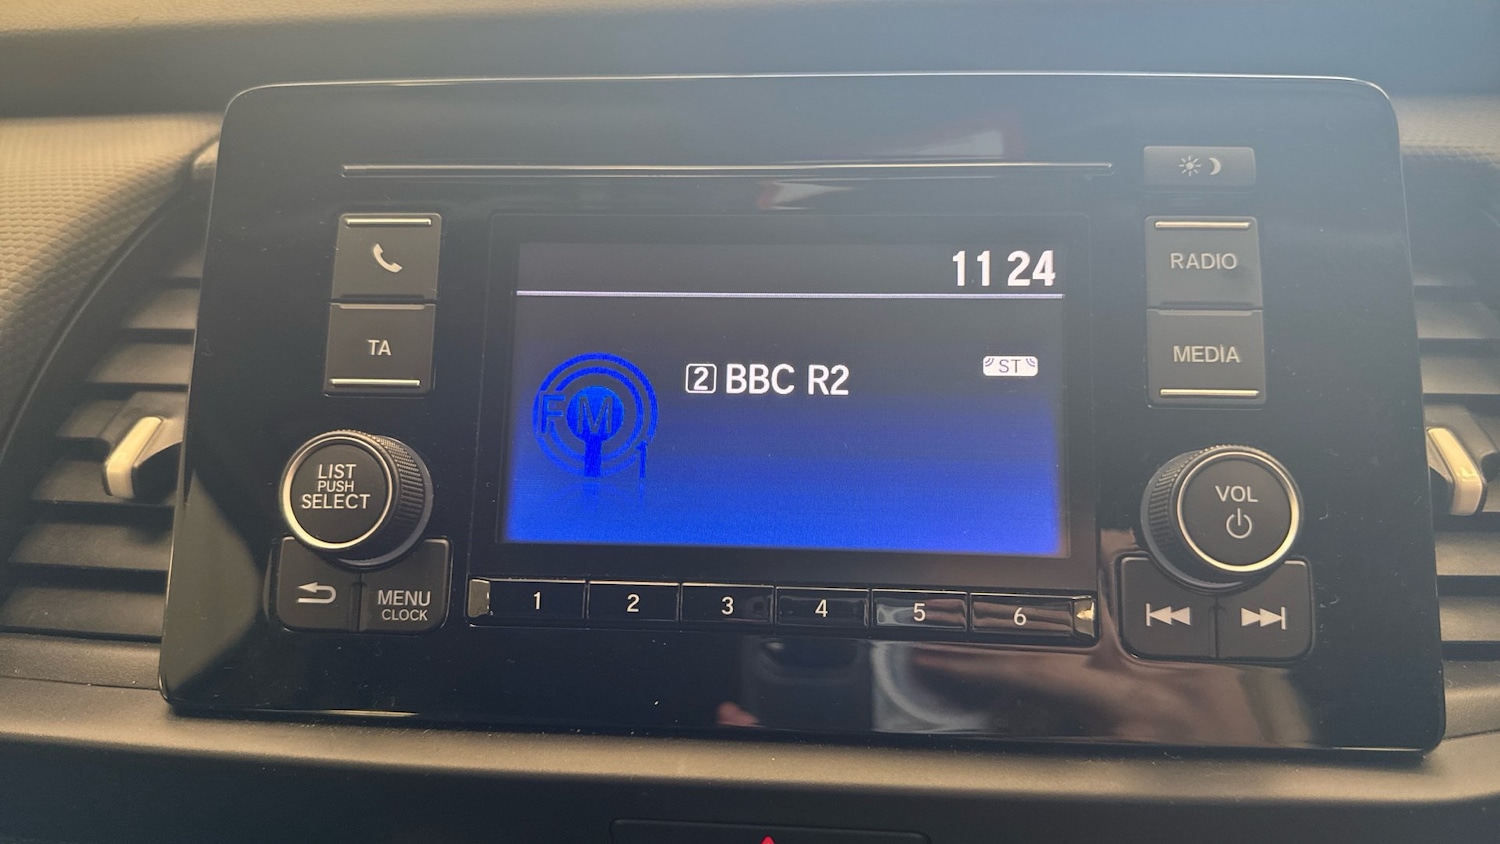 11 24
RADIO
TA
MEDIA
FM
1
2 BBC R2
ST
LIST
PUSH
SELECT
VOL
MENU
CLOCK
1 2 3 4 5 6